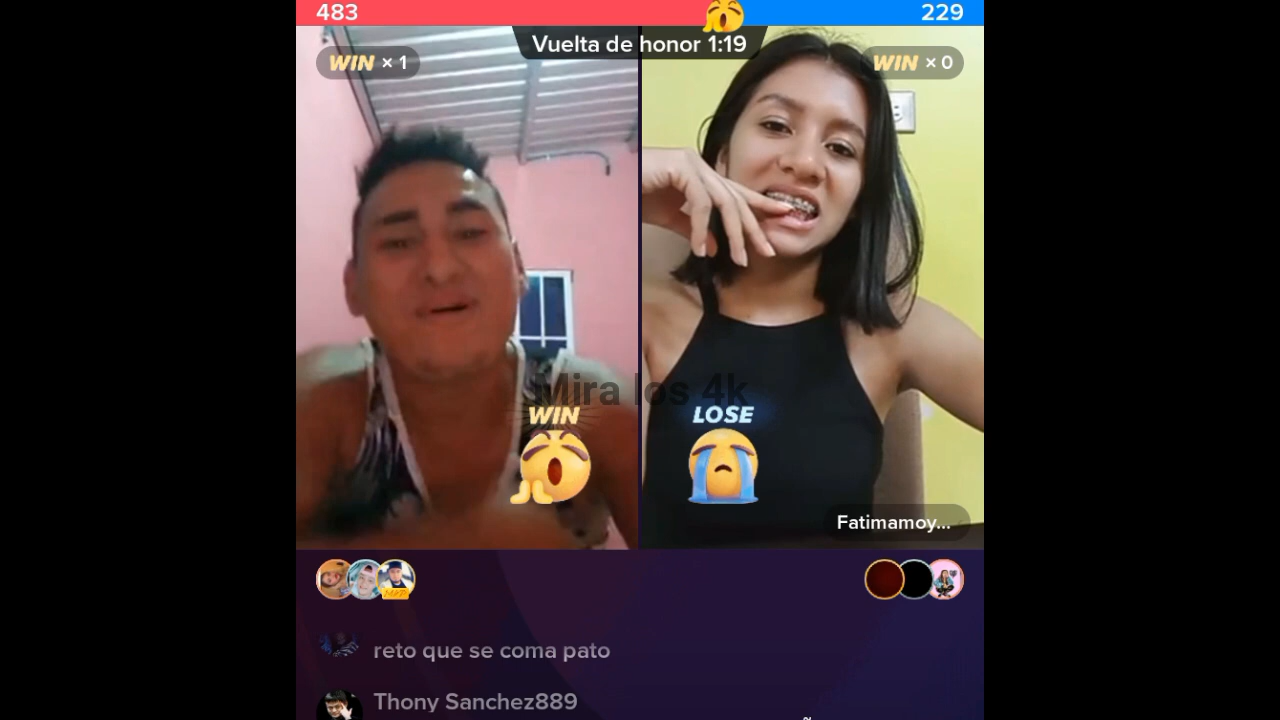 483
229
Vuelta de honor 1:19
WIN × 1
WIN × 0
Mira los 4k
WIN
LOSE
Fatimamoy...
reto que se coma pato
Thony Sanchez889